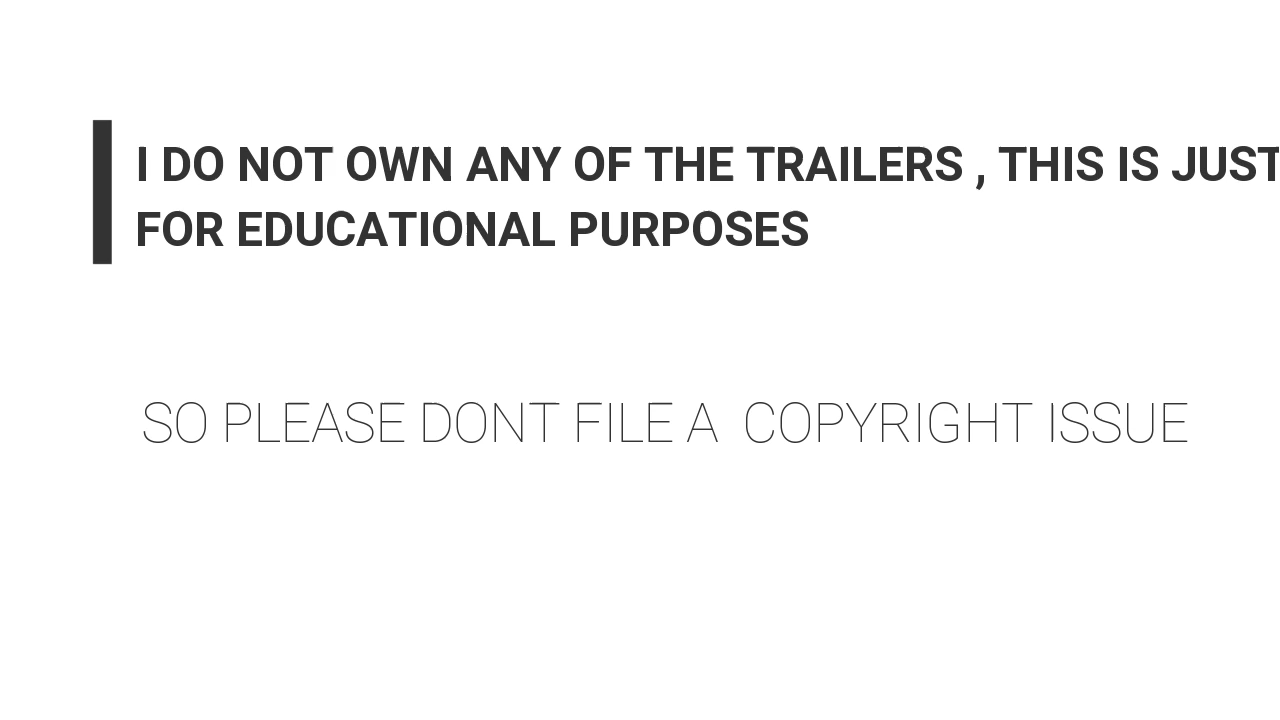 I DO NOT OWN ANY OF THE TRAILERS , THIS IS JUST
FOR EDUCATIONAL PURPOSES
SO PLEASE DONT FILE A  COPYRIGHT ISSUE